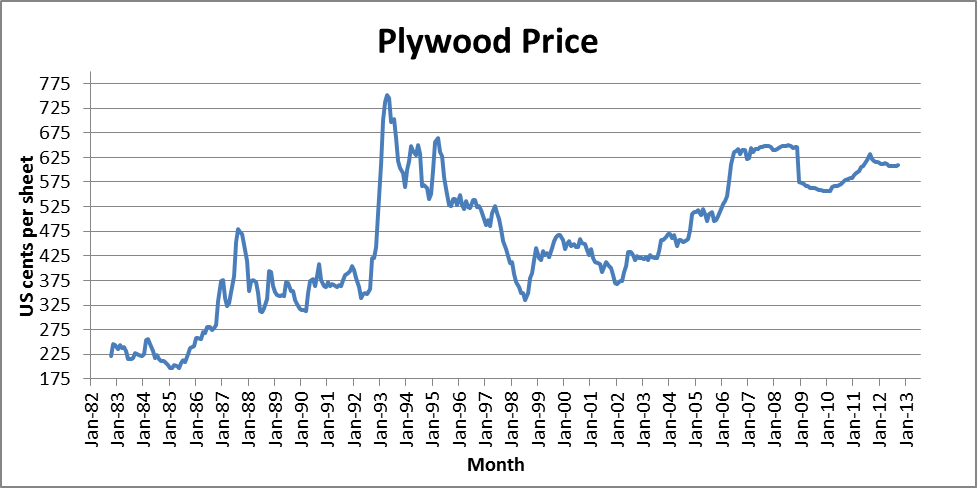 Plywood Price
US cents per sheet
775
725
675
625
575
525
475
425
375
325
275
225
175
Jan-82
Jan-83
Jan-84
Jan-85
Jan-86
Jan-87
Jan-88
Jan-89
Jan-90
Jan-91
Jan-92
Jan-93
Jan-94
Jan-95
Jan-96
Jan-97
Jan-98
Jan-99
Jan-00
Jan-01
Jan-02
Jan-03
Jan-04
Jan-05
Jan-06
Jan-07
Jan-08
Jan-09
Jan-10
Jan-11
Jan-12
Jan-13
Month